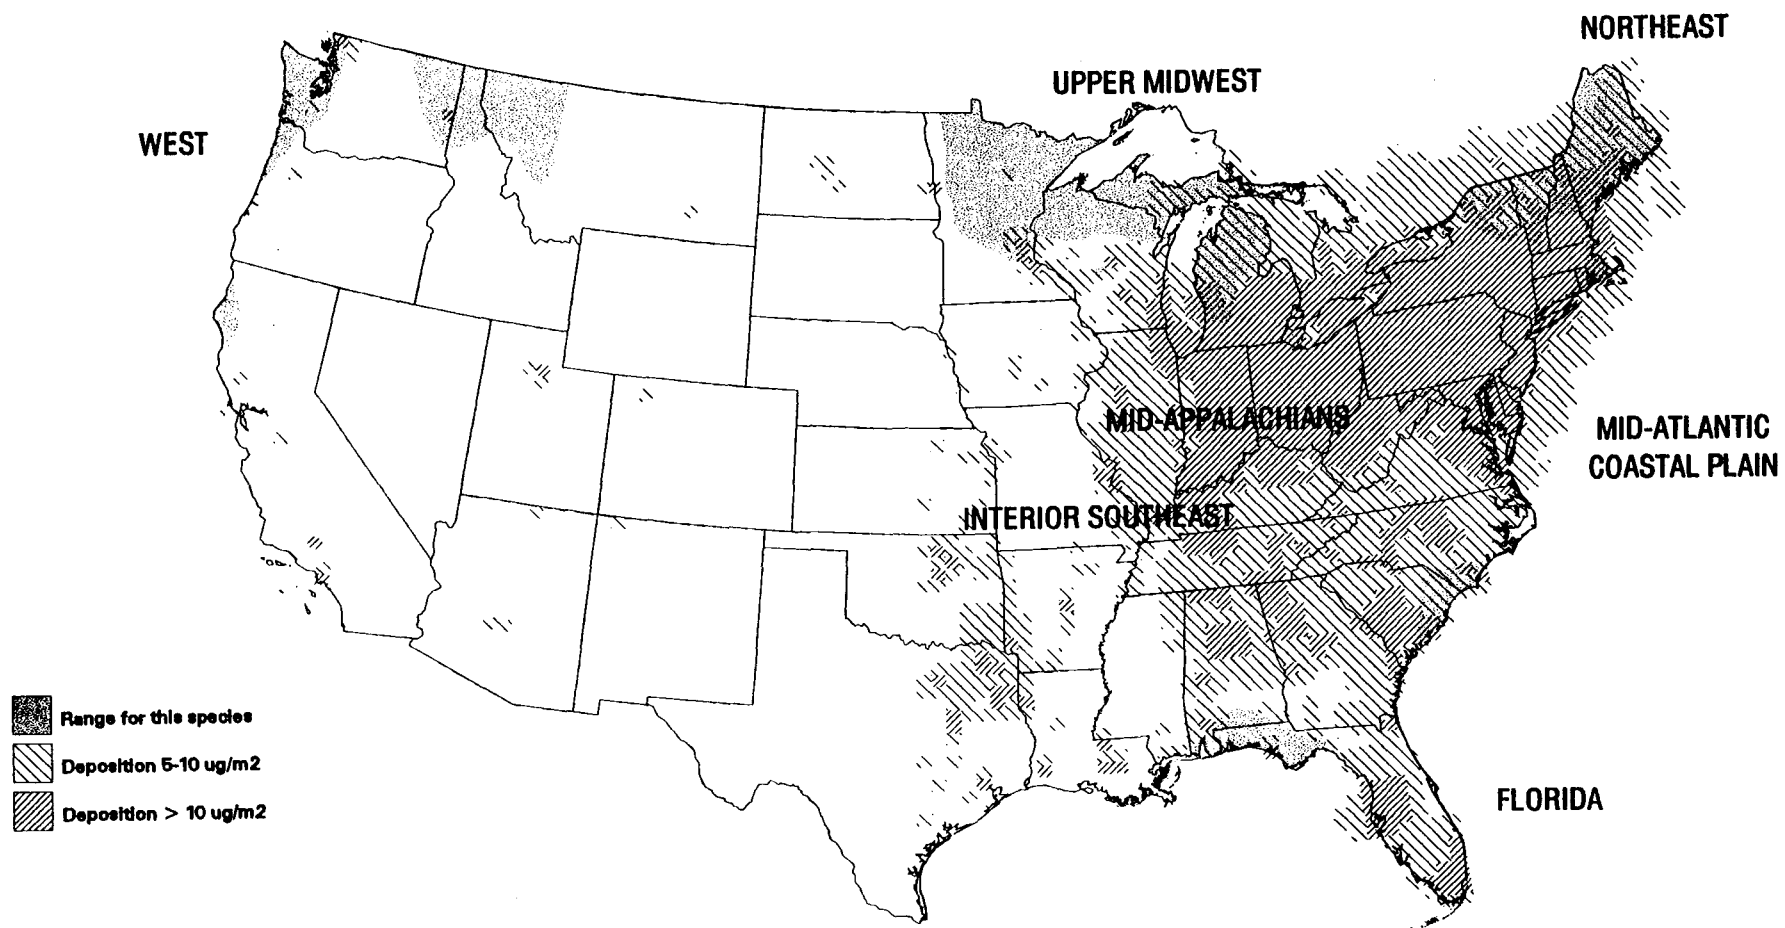 NORTHEAST
UPPER MIDWEST
WEST
MID-APPALACHIANS
MID-ATLANTIC
COASTAL PLAIN
INTERIOR SOUTHEAST
Range for this species
Deposition 5-10 ug/m2
Deposition > 10 ug/m2
FLORIDA